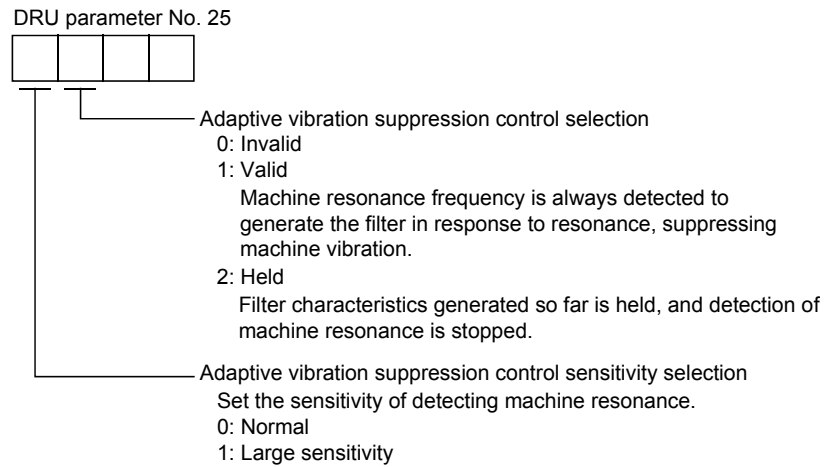 DRU parameter No. 25
Adaptive vibration suppression control selection
0: Invalid
1: Valid
Machine resonance frequency is always detected to
generate the filter in response to resonance, suppressing
machine vibration.
2: Held
Filter characteristics generated so far is held, and detection of
machine resonance is stopped.
Adaptive vibration suppression control sensitivity selection
Set the sensitivity of detecting machine resonance.
0: Normal
1: Large sensitivity